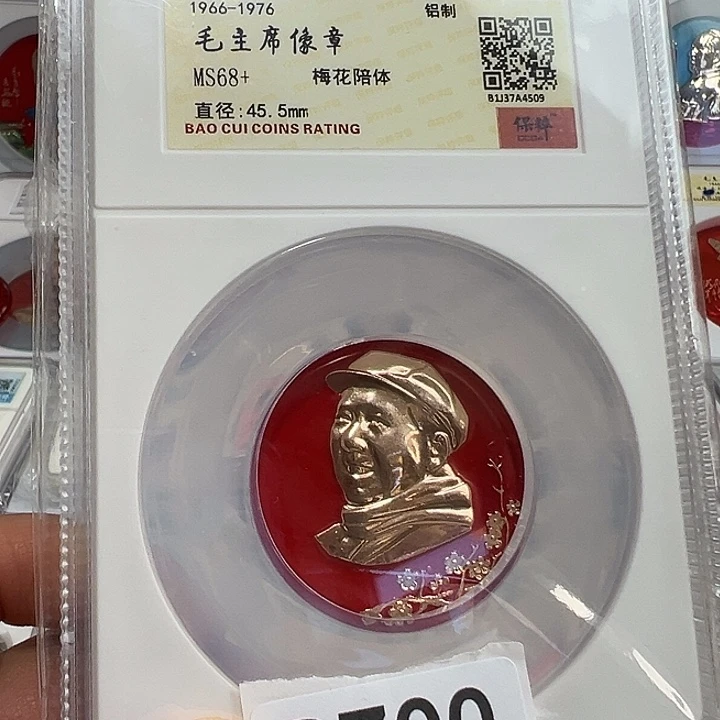 1966-1976 铝制
毛主席像章
MS68+ 梅花陪体
B1J37A4509
直径:45.5mm
BAO CUI COINS RATING
保粹